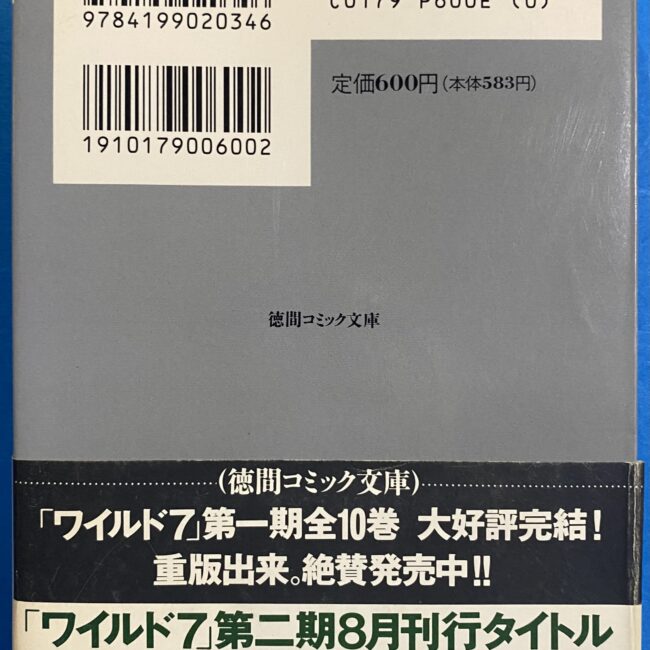 9784199020346
C0179 P600E (0)
1910179006002
定価600円(本体583円)
徳間コミック文庫
(徳間コミック文庫)
「ワイルド7」第一期全10巻 大好評完結!
重版出来。絶賛発売中!!
「ワイルド7」第二期8月刊行タイトル